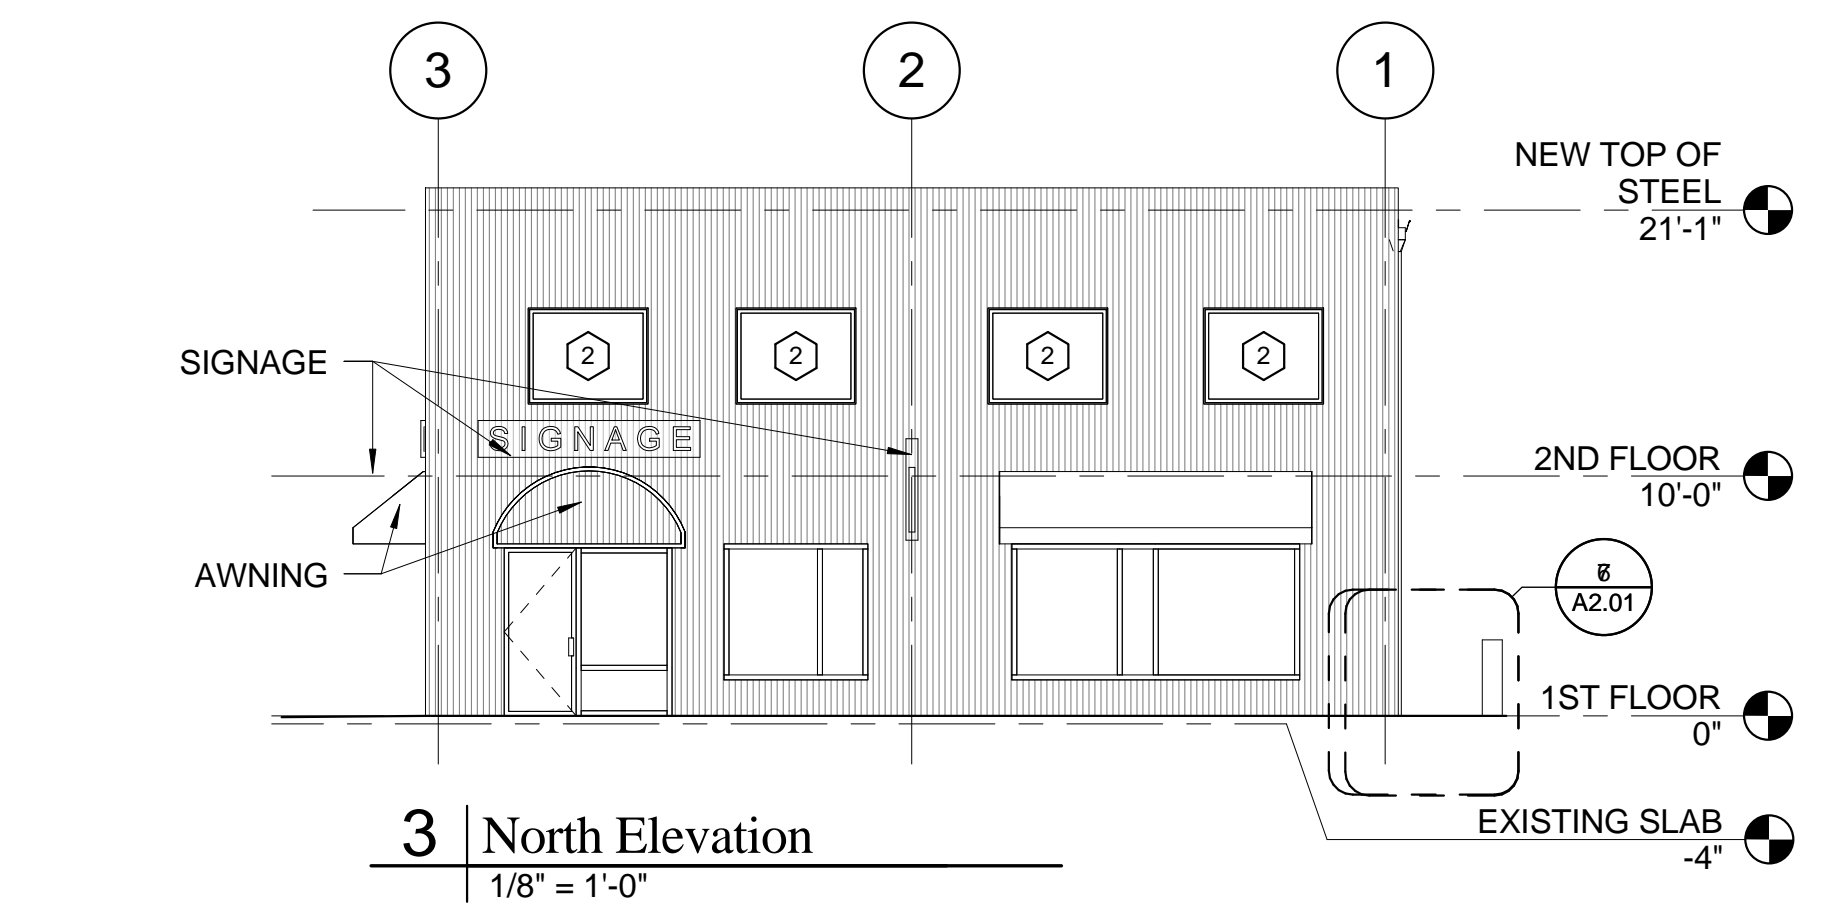 3
2
1
NEW TOP OF
STEEL
21'-1"
2
2
2
2
SIGNAGE
SIGNAGE
2ND FLOOR
10'-0"
AWNING
A2.01
1ST FLOOR
0"
EXISTING SLAB
-4"
3
North Elevation
1/8" = 1'-0"